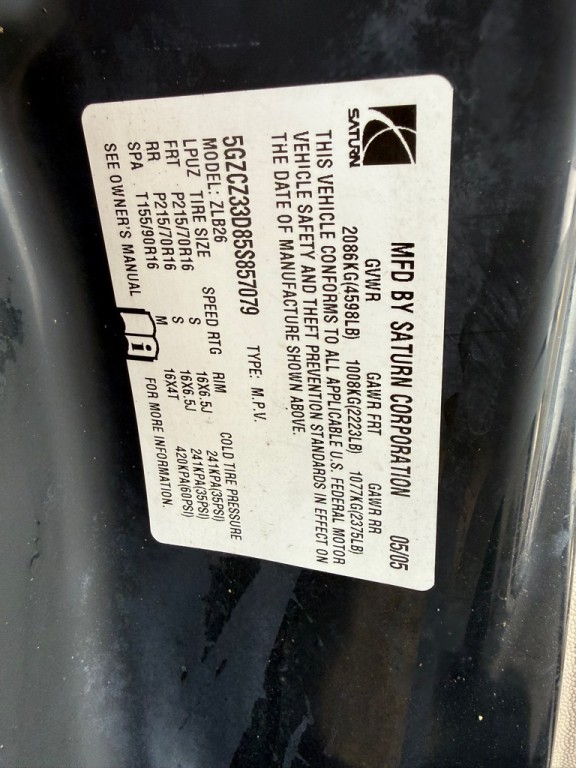 SATURN
MFD BY SATURN CORPORATION 05/05
GVWR GAWR FRT GAWR RR
2086KG(4598LB) 1008KG(2223LB) 1077KG(2375LB)
THIS VEHICLE CONFORMS TO ALL APPLICABLE U.S. FEDERAL MOTOR
VEHICLE SAFETY AND THEFT PREVENTION STANDARDS IN EFFECT ON
THE DATE OF MANUFACTURE SHOWN ABOVE.
5GZCZ33D85S857079 TYPE: M.P.V.
MODEL: ZLB26
LPUZ TIRE SIZE SPEED RTG RIM COLD TIRE PRESSURE
FRT P215/70R16 S 16X6.5J 241KPA(35PSI)
RR P215/70R16 S 16X6.5J 241KPA(35PSI)
SPA T155/90R16 M 16X4T 420KPA(60PSI)
SEE OWNER'S MANUAL i FOR MORE INFORMATION.